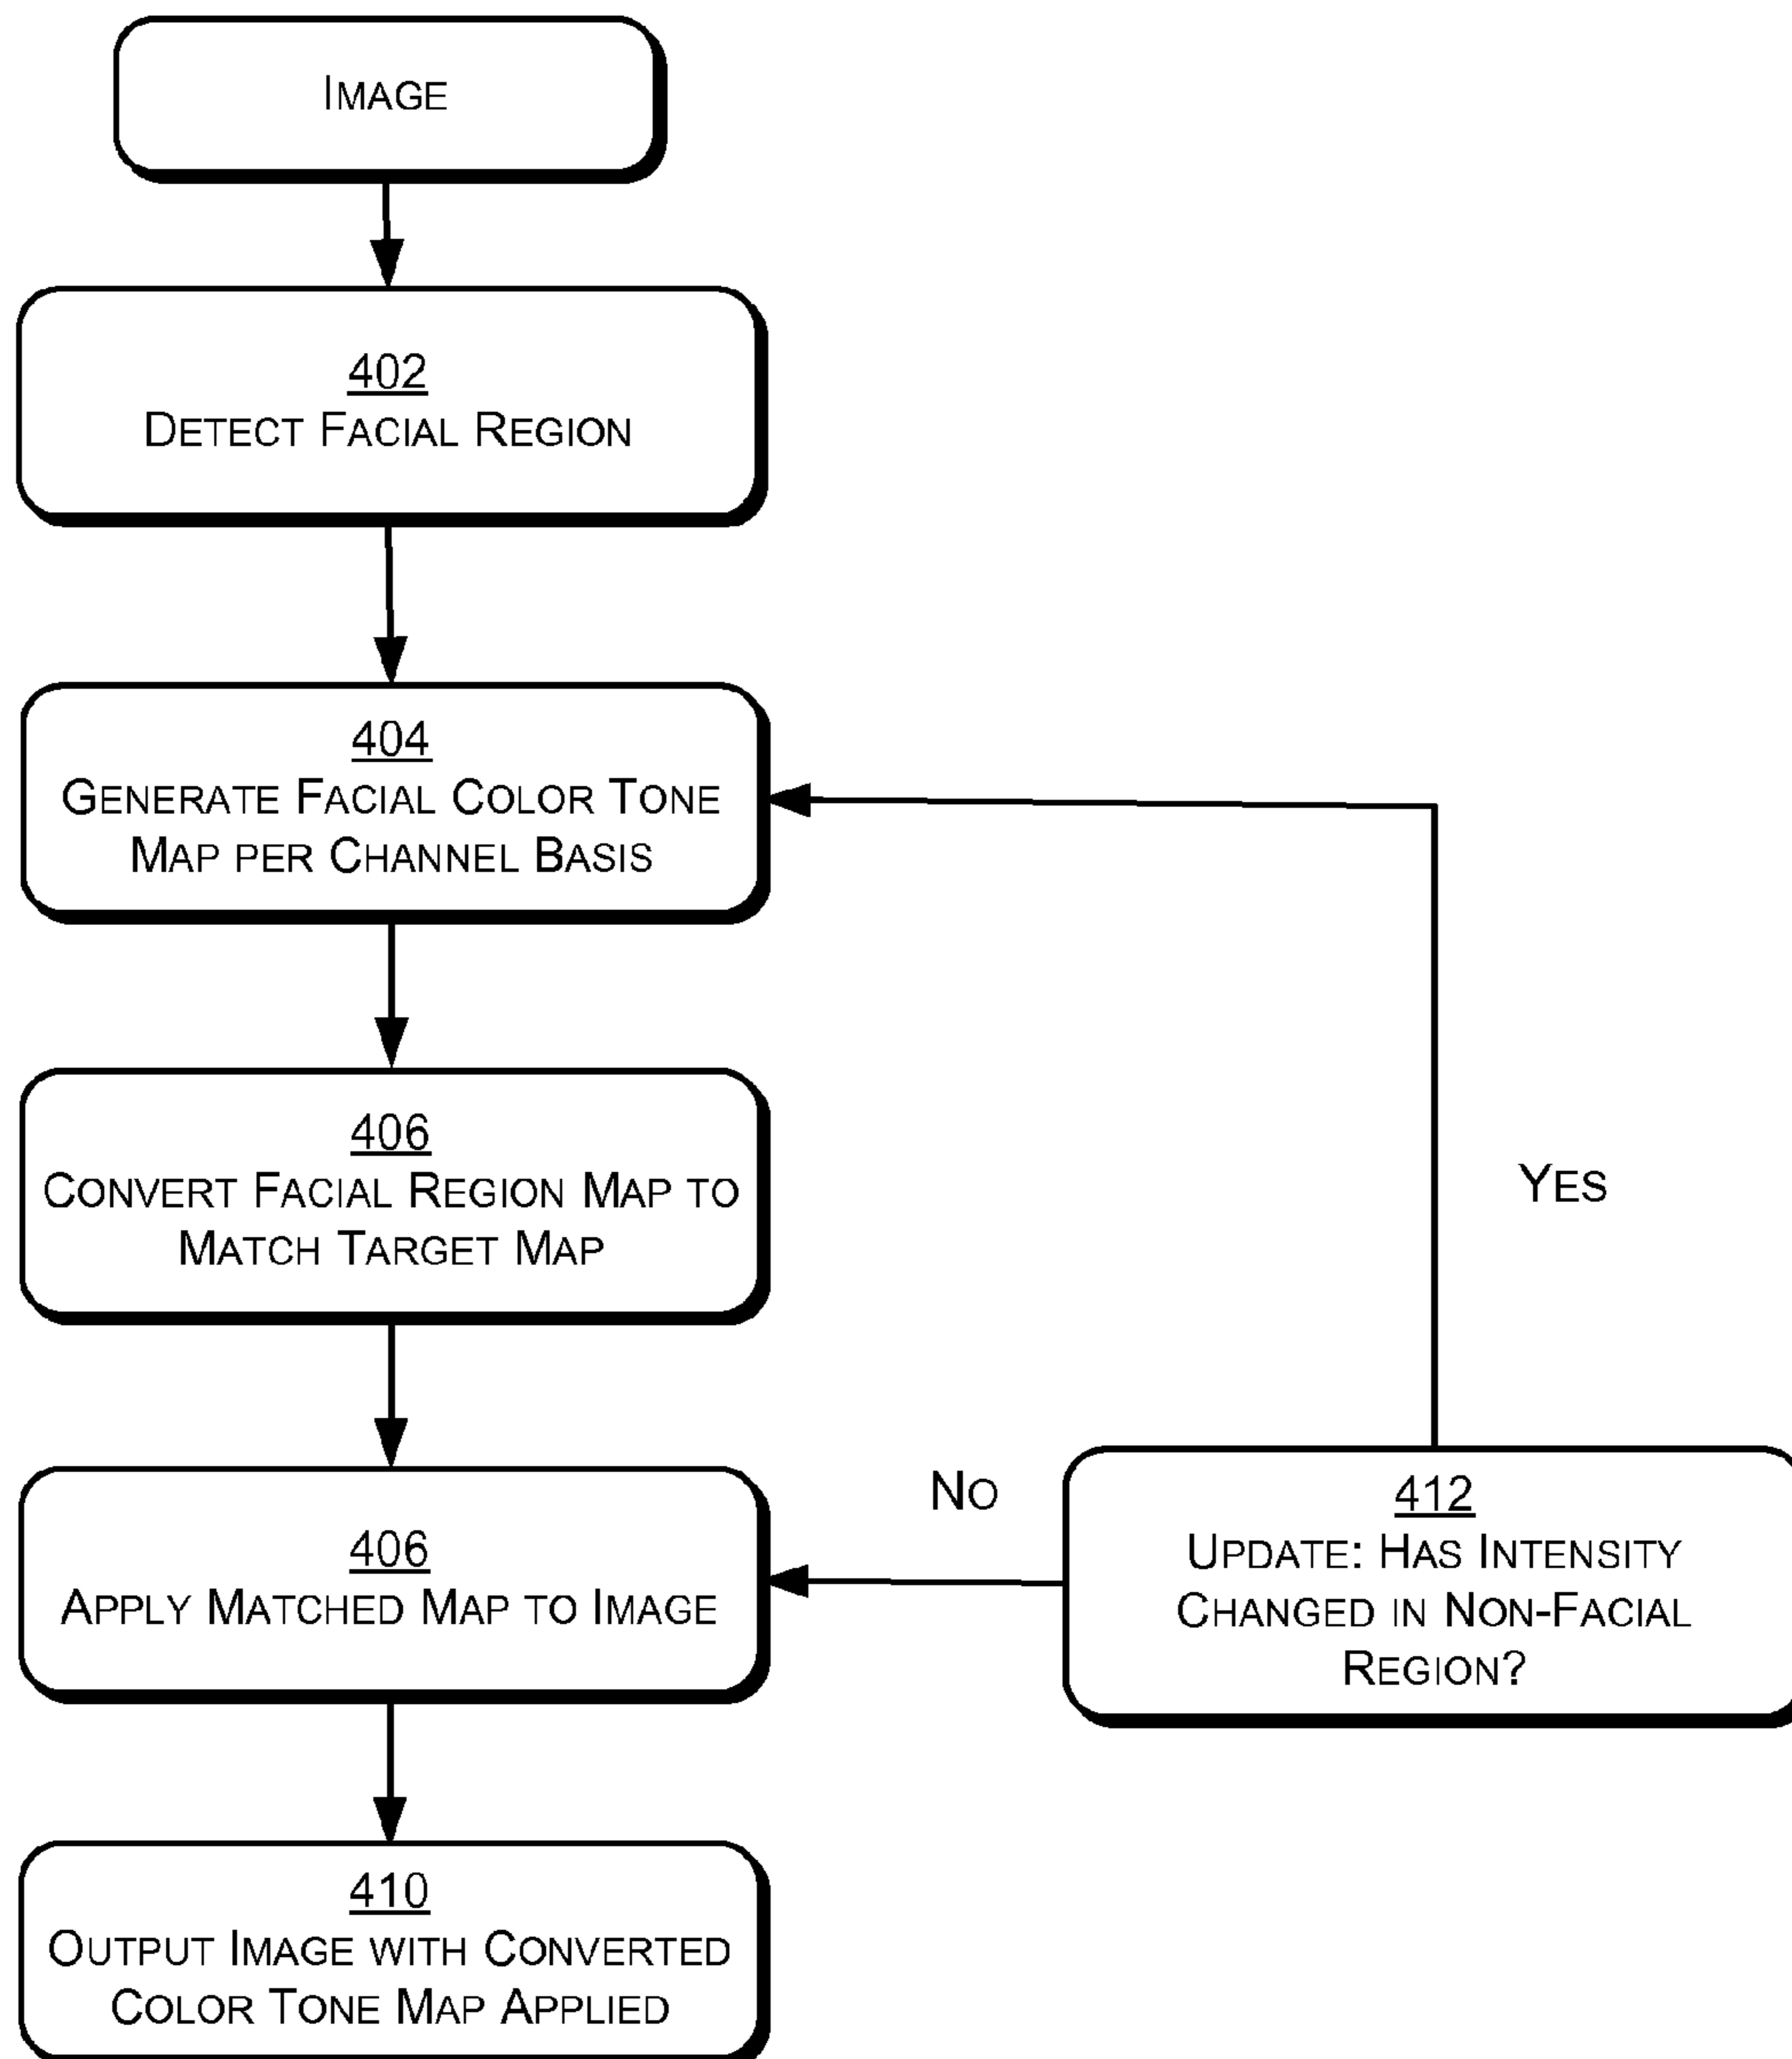 IMAGE
402
DETECT FACIAL REGION
404
GENERATE FACIAL COLOR TONE
MAP PER CHANNEL BASIS
406
CONVERT FACIAL REGION MAP TO
MATCH TARGET MAP
YES
NO
406
APPLY MATCHED MAP TO IMAGE
412
UPDATE: HAS INTENSITY
CHANGED IN NON-FACIAL
REGION?
410
OUTPUT IMAGE WITH CONVERTED
COLOR TONE MAP APPLIED